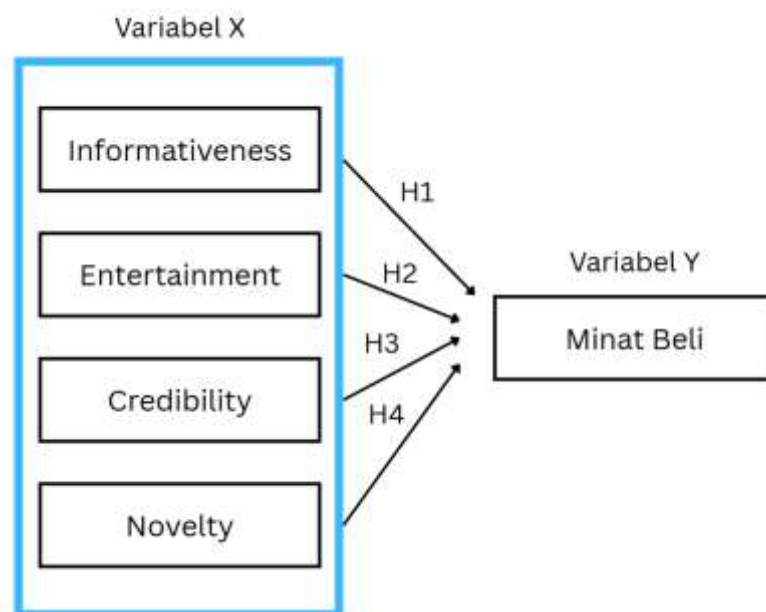 Variabel X
Informativeness
H1
Entertainment
H2
Variabel Y
Minat Beli
H3
Credibility
H4
Novelty